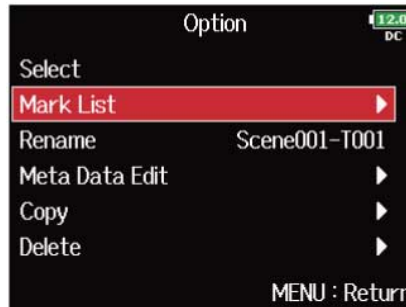 Option
12.0
DC
Select
Mark List
Rename Scene001-T001
Meta Data Edit
Copy
Delete
MENU : Return